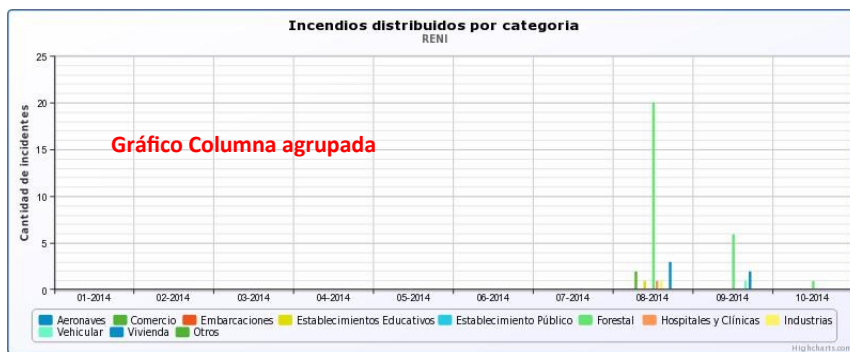 Incendios distribuidos por categoria
RENI
25
20
15
10
5
0
Cantidad de incidentes
Gráfico Columna agrupada
01-2014 02-2014 03-2014 04-2014 05-2014 06-2014 07-2014 08-2014 09-2014 10-2014
Aeronaves Comercio Embarcaciones Establecimientos Educativos Establecimiento Público Forestal Hospitales y Clínicas Industrias
Vehicular Vivienda Otros
Highcharts.com